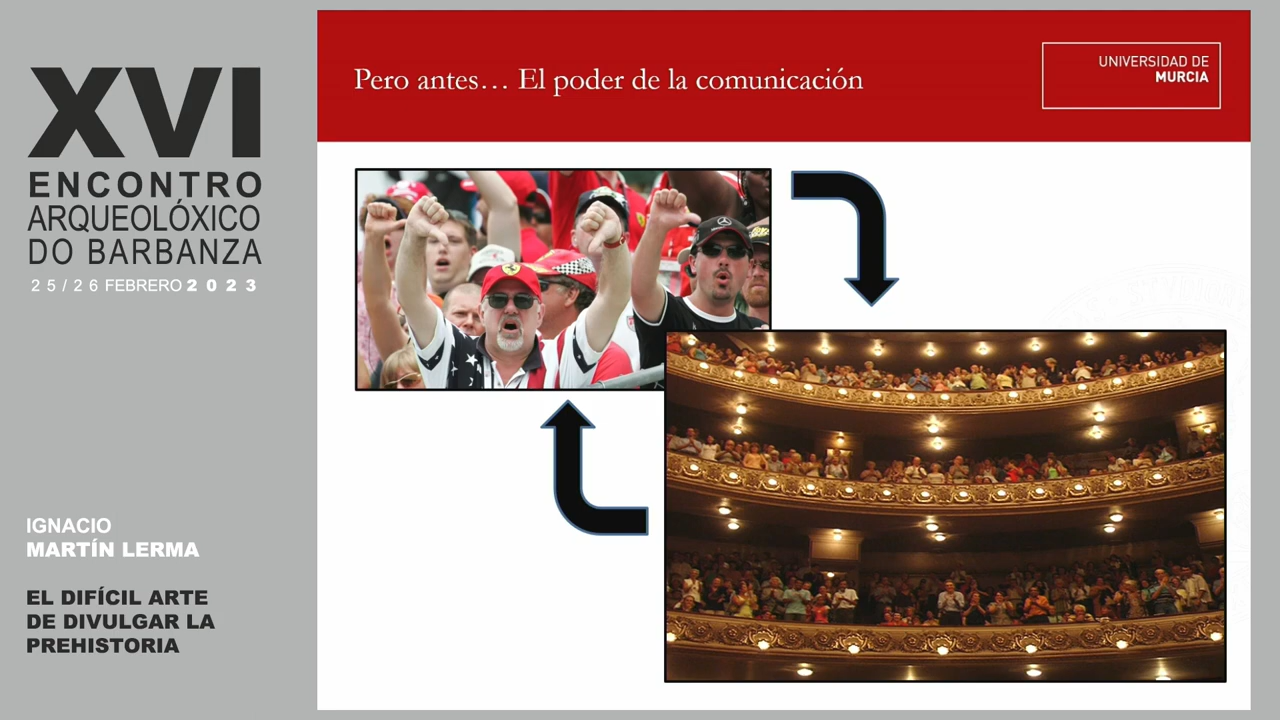 XVI
ENCONTRO
ARQUEOLÓXICO
DO BARBANZA
25/26 FEBRERO 2023
IGNACIO
MARTÍN LERMA
EL DIFÍCIL ARTE
DE DIVULGAR LA
PREHISTORIA
Pero antes… El poder de la comunicación
UNIVERSIDAD DE
MURCIA